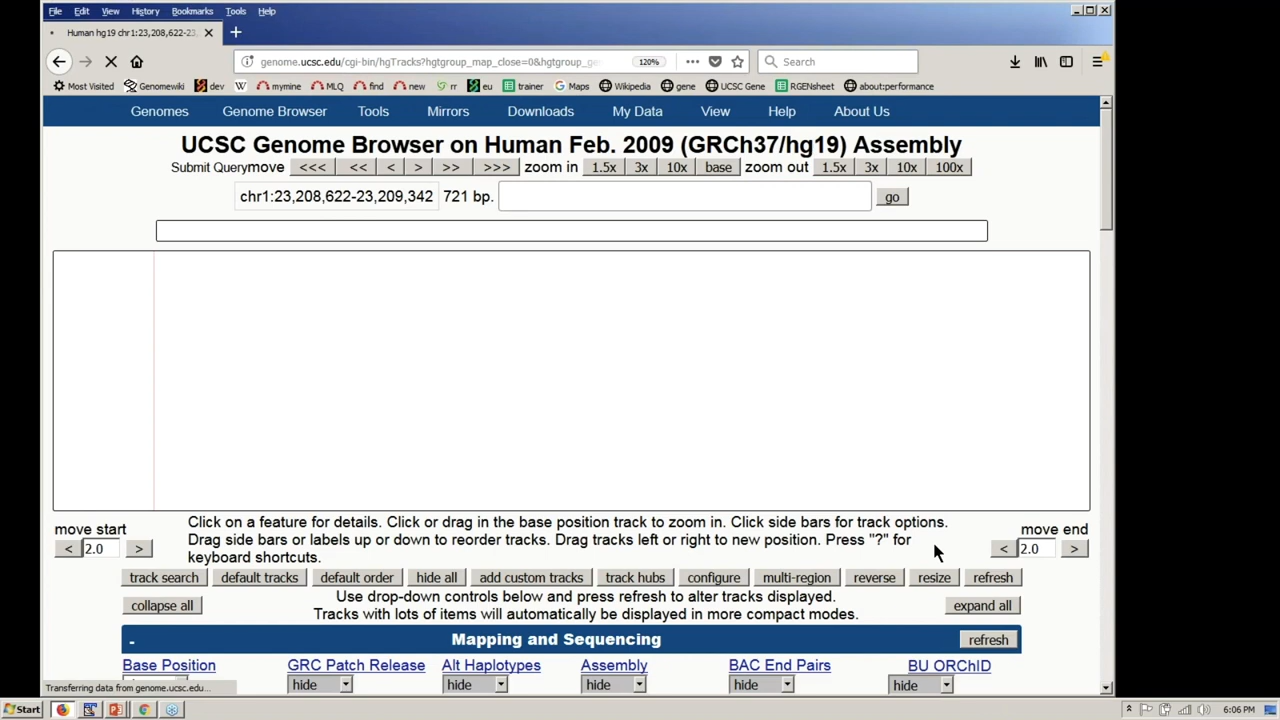 File Edit View History Bookmarks Tools Help
Human hg19 chr1:23,208,622-23,
genome.ucsc.edu/cgi-bin/hgTracks?hgtgroup_map_close=0&hgtgroup_ 120% Search
Most Visited Genomewiki dev mymine MLQ find new rr eu trainer Maps Wikipedia gene UCSC Gene RGENsheet about:performance
Genomes Genome Browser Tools Mirrors Downloads My Data View Help About Us
UCSC Genome Browser on Human Feb. 2009 (GRCh37/hg19) Assembly
Submit Querymove <<< << < > >> >>> zoom in 1.5x 3x 10x base zoom out 1.5x 3x 10x 100x
chr1:23,208,622-23,209,342 721 bp. go
move start Click on a feature for details. Click or drag in the base position track to zoom in. Click side bars for track options. move end
< 2.0 > Drag side bars or labels up or down to reorder tracks. Drag tracks left or right to new position. Press "?" for < 2.0 >
keyboard shortcuts.
track search default tracks default order hide all add custom tracks track hubs configure multi-region reverse resize refresh
collapse all Use drop-down controls below and press refresh to alter tracks displayed. expand all
Tracks with lots of items will automatically be displayed in more compact modes.
- Mapping and Sequencing refresh
Base Position GRC Patch Release Alt Haplotypes Assembly BAC End Pairs BU ORChID
hide hide hide hide hide
Transferring data from genome.ucsc.edu...
Start 6:06 PM